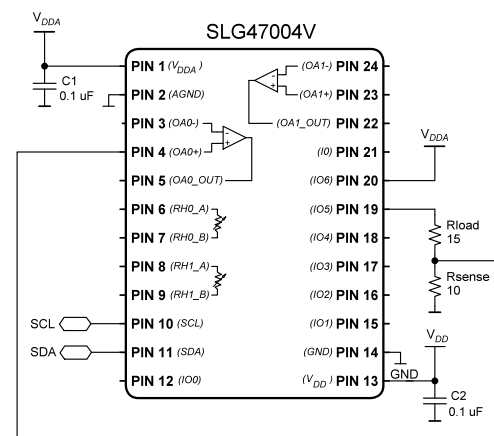 SLG47004V
V_DDA
C1
0.1 uF
PIN 1 (V_DDA)
PIN 2 (AGND)
PIN 3 (OA0-)
PIN 4 (OA0+)
PIN 5 (OA0_OUT)
PIN 6 (RH0_A)
PIN 7 (RH0_B)
PIN 8 (RH1_A)
PIN 9 (RH1_B)
SCL PIN 10 (SCL)
SDA PIN 11 (SDA)
PIN 12 (IO0)
- +
- +
(OA1-) PIN 24
(OA1+) PIN 23
(OA1_OUT) PIN 22
(I0) PIN 21
(IO6) PIN 20
(IO5) PIN 19
(IO4) PIN 18
(IO3) PIN 17
(IO2) PIN 16
(IO1) PIN 15
(GND) PIN 14
(V_DD) PIN 13
V_DDA
Rload
15
Rsense
10
GND
V_DD
C2
0.1 uF